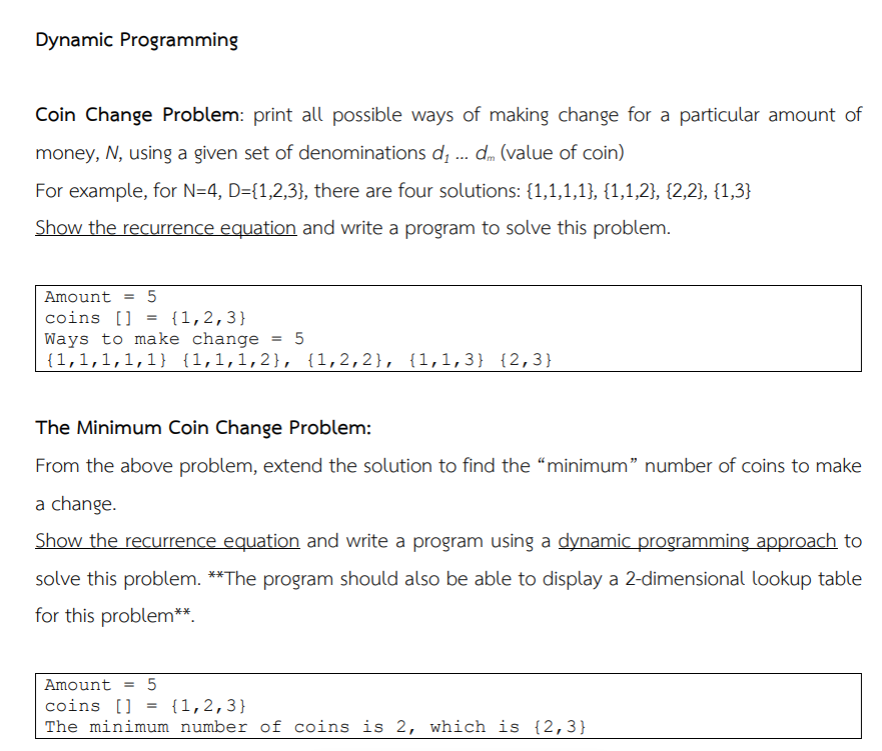 Dynamic Programming
Coin Change Problem: print all possible ways of making change for a particular amount of
money, N, using a given set of denominations d₁ ... dₘ (value of coin)
For example, for N=4, D={1,2,3}, there are four solutions: {1,1,1,1}, {1,1,2}, {2,2}, {1,3}
Show the recurrence equation and write a program to solve this problem.
Amount = 5
coins [] = {1,2,3}
Ways to make change = 5
{1,1,1,1,1} {1,1,1,2}, {1,2,2}, {1,1,3} {2,3}
The Minimum Coin Change Problem:
From the above problem, extend the solution to find the “minimum” number of coins to make
a change.
Show the recurrence equation and write a program using a dynamic programming approach to
solve this problem. **The program should also be able to display a 2-dimensional lookup table
for this problem**.
Amount = 5
coins [] = {1,2,3}
The minimum number of coins is 2, which is {2,3}